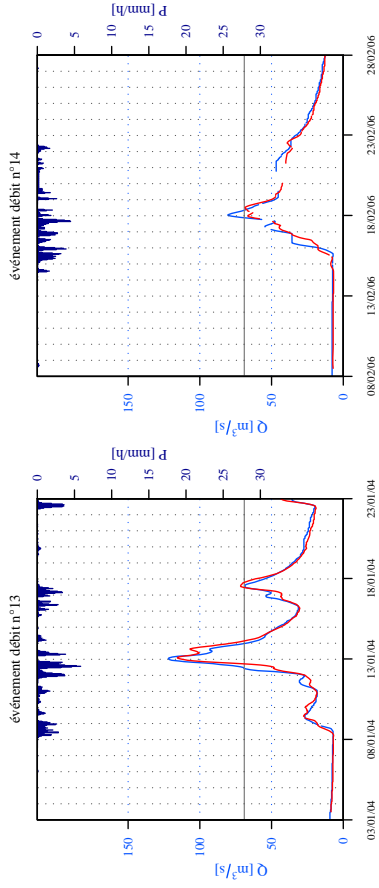 événement débit n° 13
P [mm/h]
0 5 10 15 20 25 30
150 100 50 0
Q [m³/s]
03/01/04 08/01/04 13/01/04 18/01/04 23/01/04
événement débit n° 14
P [mm/h]
0 5 10 15 20 25 30
150 100 50 0
Q [m³/s]
08/02/06 13/02/06 18/02/06 23/02/06 28/02/06